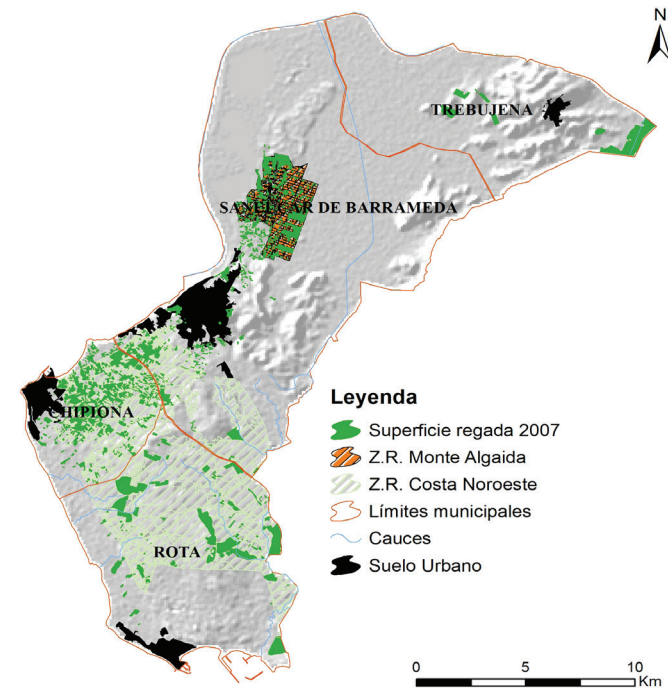 N
TREBUJENA
SANLÚCAR DE BARRAMEDA
CHIPIONA
ROTA
Leyenda
Superficie regada 2007
Z.R. Monte Algaida
Z.R. Costa Noroeste
Límites municipales
Cauces
Suelo Urbano
0 5 10
Km